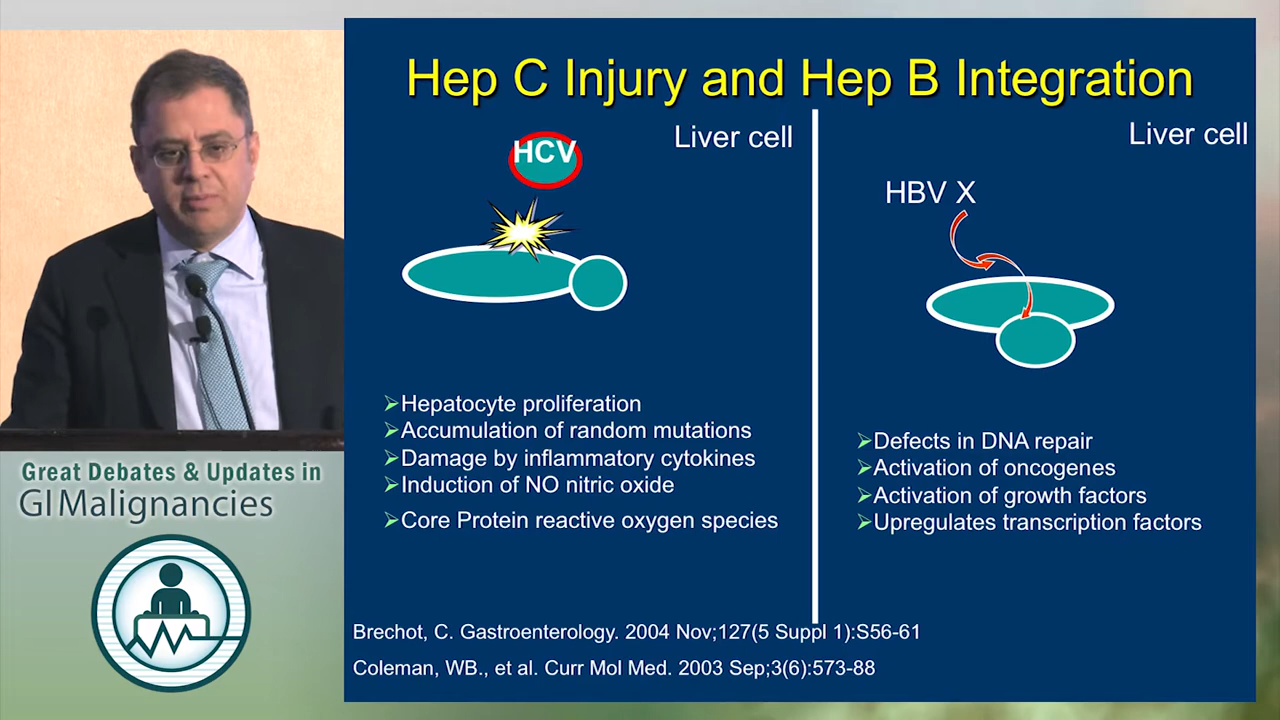 Hep C Injury and Hep B Integration
Liver cell
HCV
➢Hepatocyte proliferation
➢Accumulation of random mutations
➢Damage by inflammatory cytokines
➢Induction of NO nitric oxide
➢Core Protein reactive oxygen species
Liver cell
HBV X
➢Defects in DNA repair
➢Activation of oncogenes
➢Activation of growth factors
➢Upregulates transcription factors
Brechot, C. Gastroenterology. 2004 Nov;127(5 Suppl 1):S56-61
Coleman, WB., et al. Curr Mol Med. 2003 Sep;3(6):573-88
Great Debates & Updates in
GI Malignancies